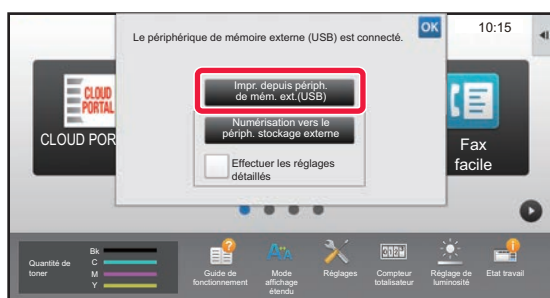 Le périphérique de mémoire externe (USB) est connecté.
OK
10:15
Impr. depuis périph.
de mém. ext.(USB)
Numérisation vers le
périph. stockage externe
Effectuer les réglages
détaillés
CLOUD
PORTAL
CLOUD POR
Fax
facile
Quantité de
toner
Bk
C
M
Y
Guide de
fonctionnement
Mode
affichage
étendu
Réglages
Compteur
totalisateur
Réglage de
luminosité
Etat travail